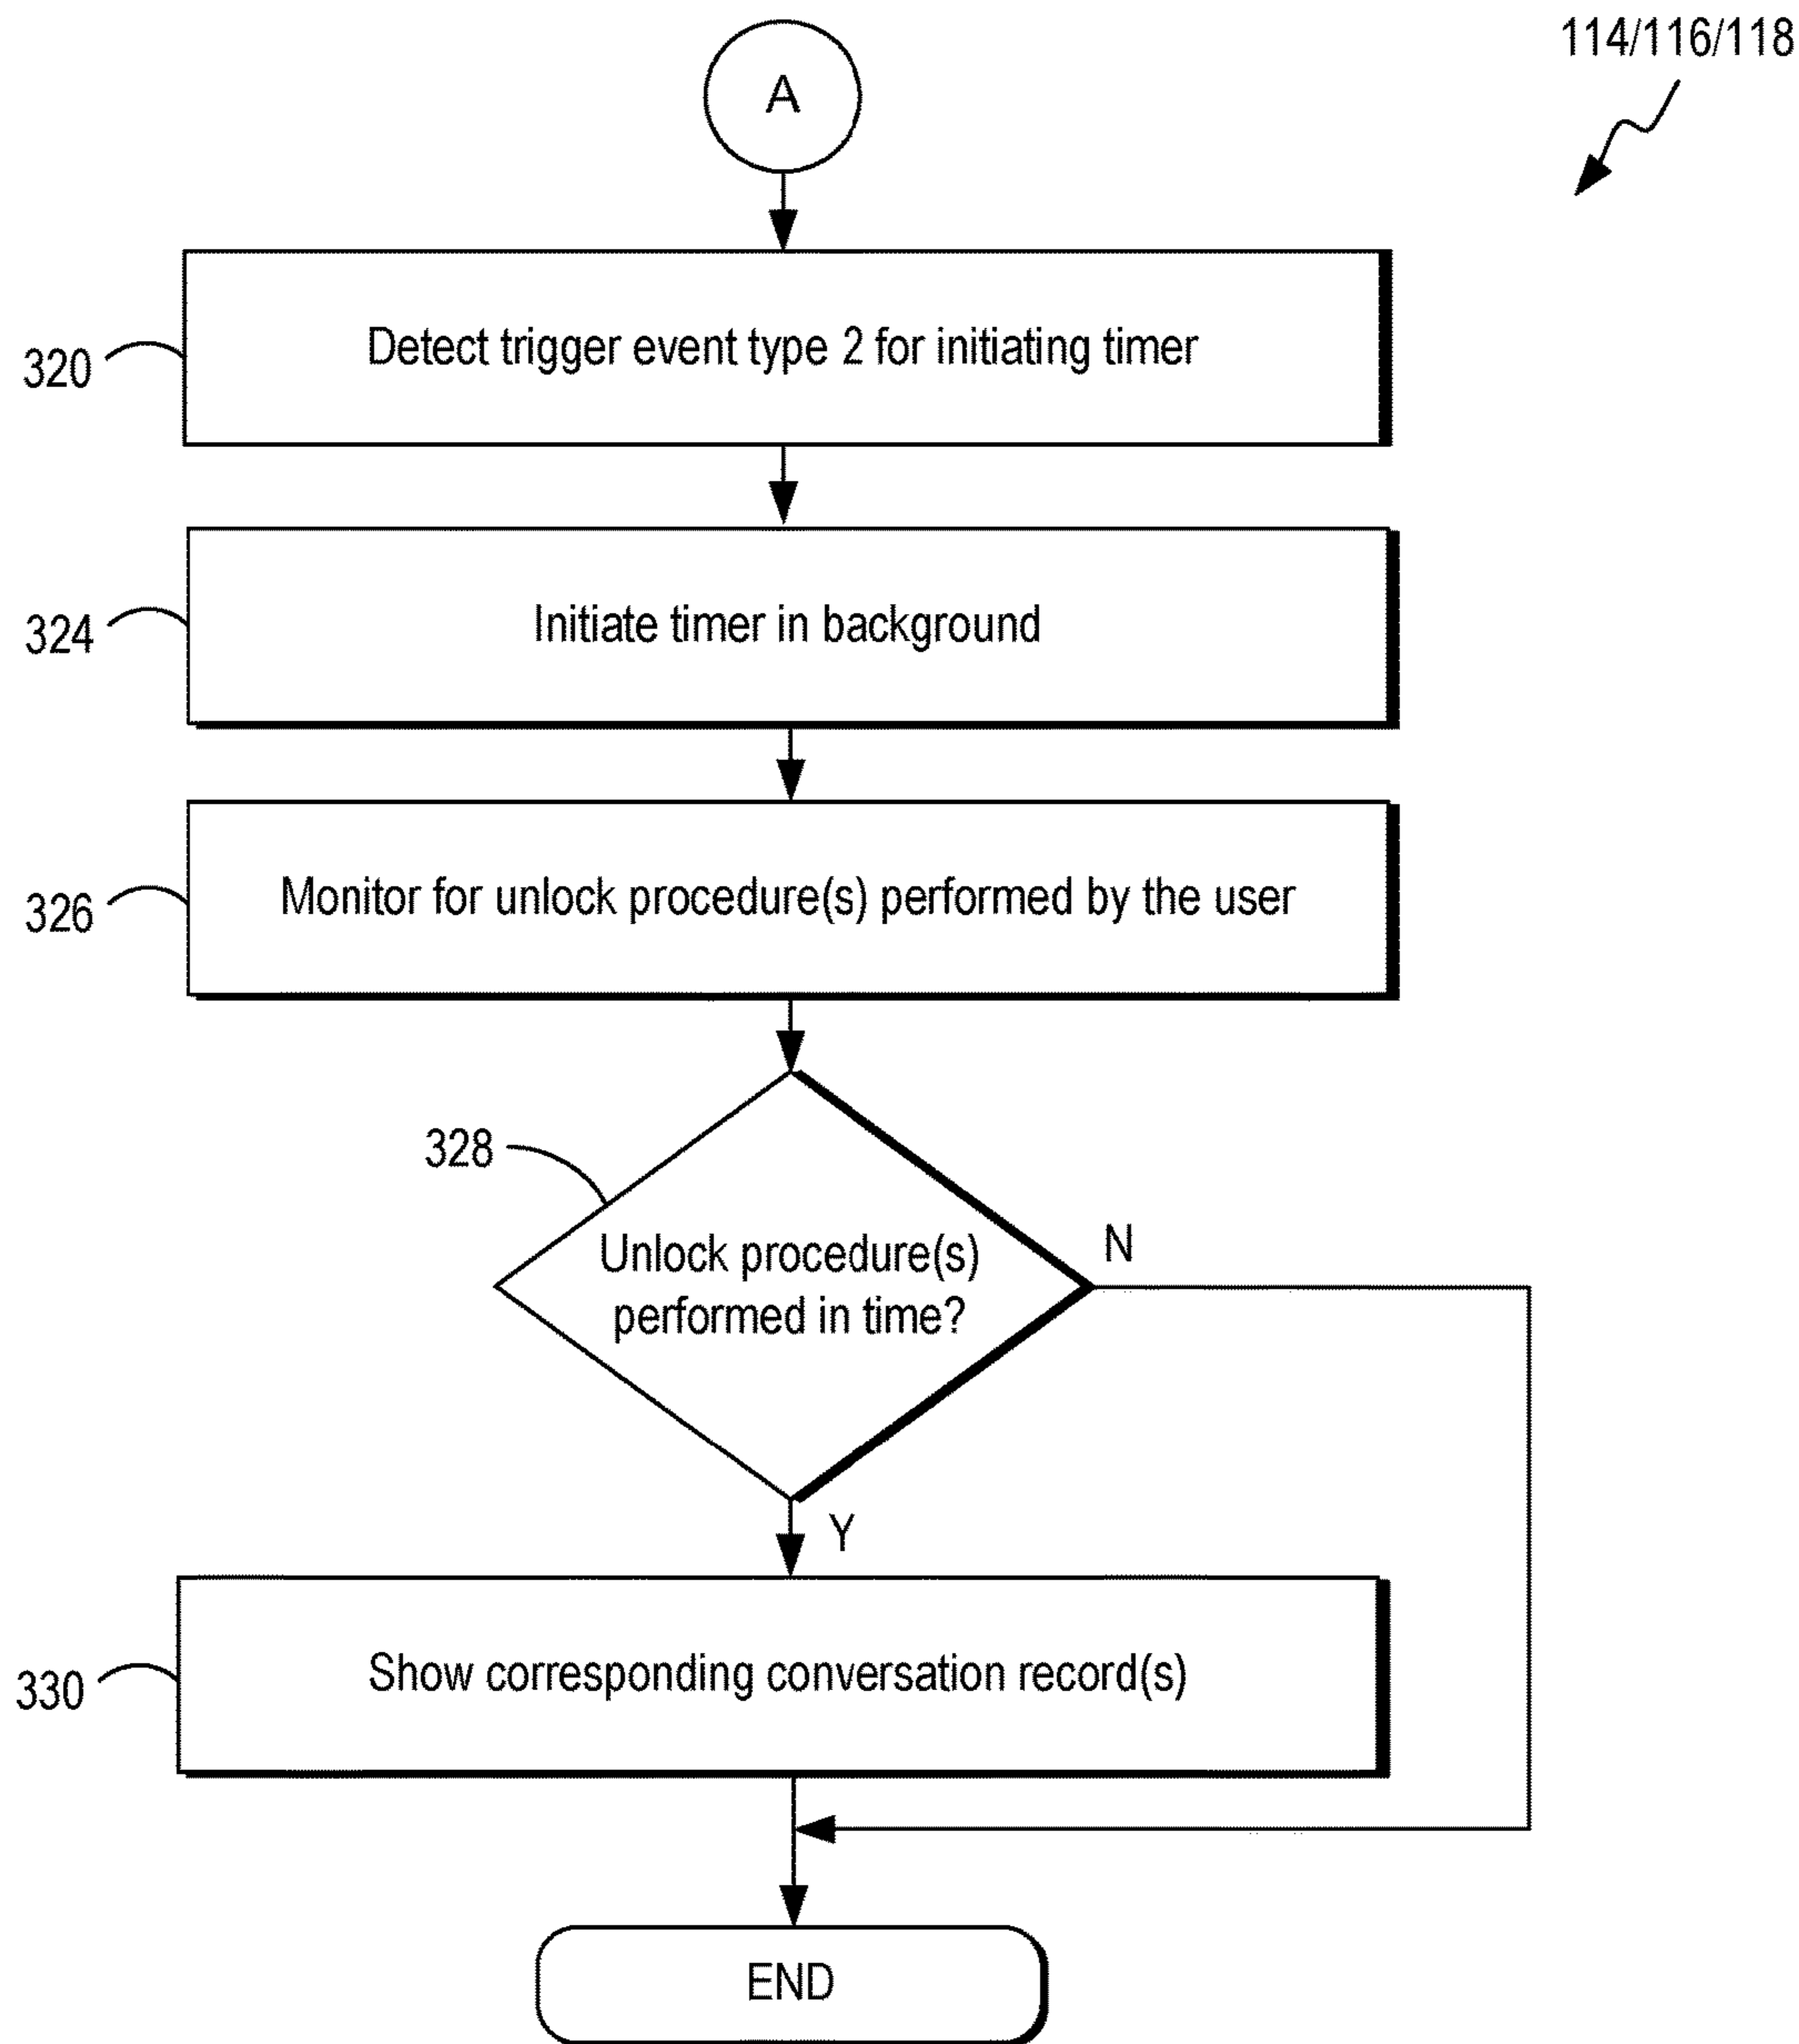 114/116/118
A
320
Detect trigger event type 2 for initiating timer
324
Initiate timer in background
326
Monitor for unlock procedure(s) performed by the user
328
Unlock procedure(s)
performed in time?
N
Y
330
Show corresponding conversation record(s)
END